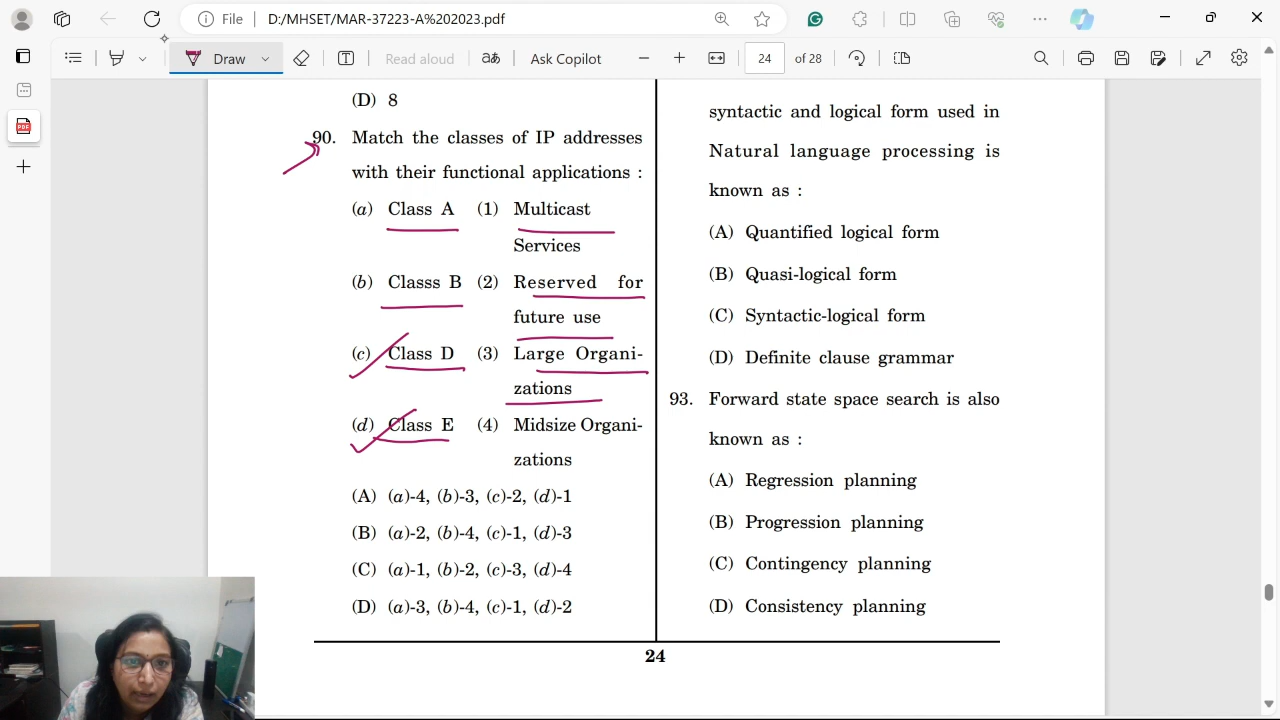 File
D:/MHSET/MAR-37223-A%202023.pdf
Draw
Read aloud
aあ
Ask Copilot
24
of 28
(D) 8
90. Match the classes of IP addresses
with their functional applications :
(a) Class A (1) Multicast
Services
(b) Classs B (2) Reserved for
future use
(c) Class D (3) Large Organi-
zations
(d) Class E (4) Midsize Organi-
zations
(A) (a)-4, (b)-3, (c)-2, (d)-1
(B) (a)-2, (b)-4, (c)-1, (d)-3
(C) (a)-1, (b)-2, (c)-3, (d)-4
(D) (a)-3, (b)-4, (c)-1, (d)-2
syntactic and logical form used in
Natural language processing is
known as :
(A) Quantified logical form
(B) Quasi-logical form
(C) Syntactic-logical form
(D) Definite clause grammar
93. Forward state space search is also
known as :
(A) Regression planning
(B) Progression planning
(C) Contingency planning
(D) Consistency planning
24